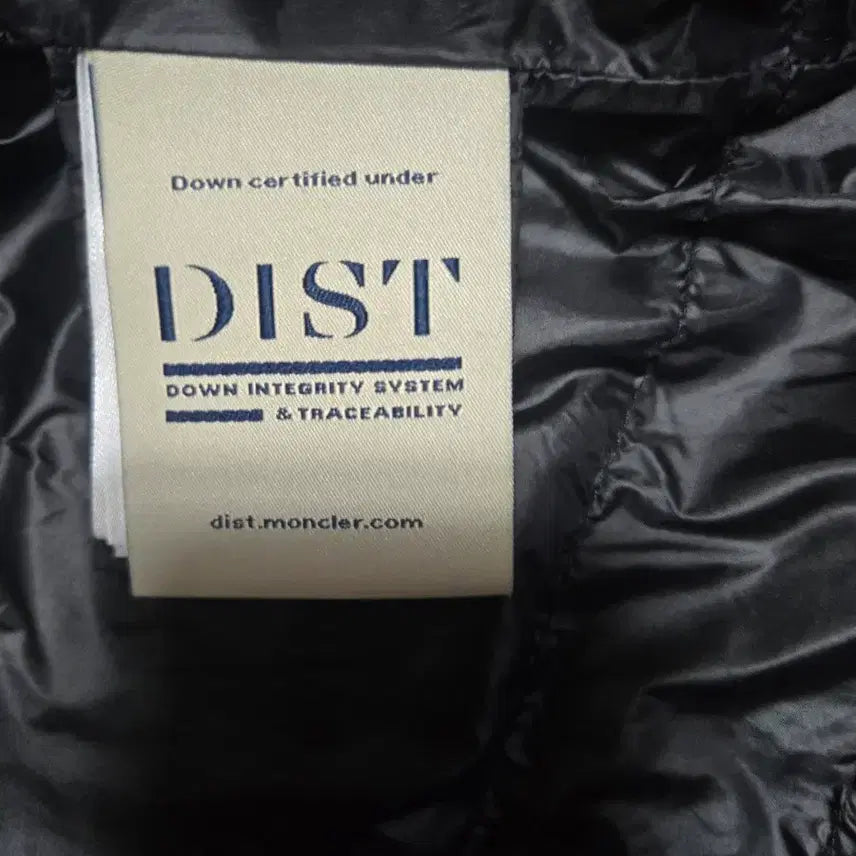 Down certified under
DIST
DOWN INTEGRITY SYSTEM
& TRACEABILITY
dist.moncler.com